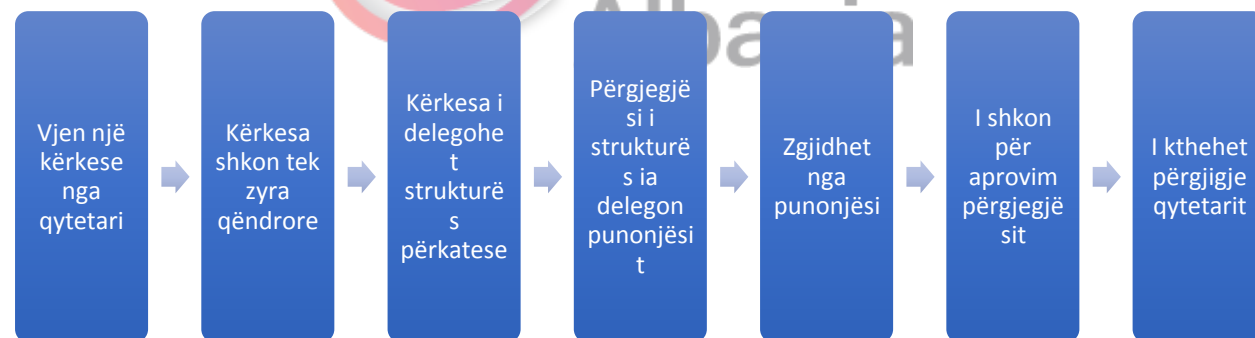 Albania
Vjen një
kërkese
nga
qytetari
Kërkesa
shkon tek
zyra
qëndrore
Kërkesa i
delegohe
t
strukturë
s
përkatese
Përgjegjë
si i
strukturë
s ia
delegon
punonjësi
t
Zgjidhet
nga
punonjësi
I shkon
për
aprovim
përgjegjë
sit
I kthehet
përgjigje
qytetarit